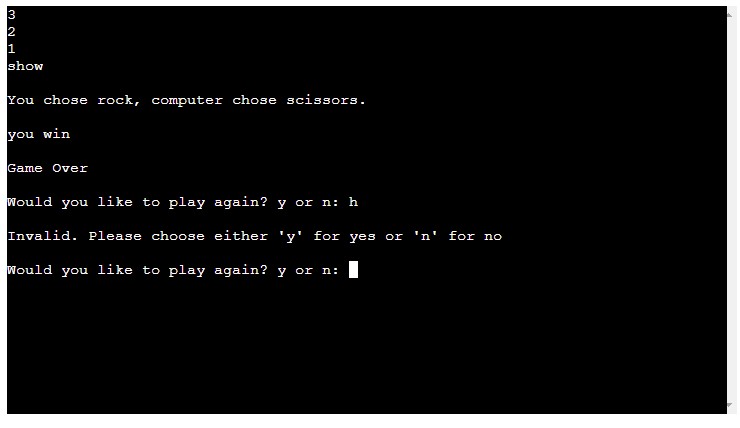 3
2
1
show
You chose rock, computer chose scissors.
you win
Game Over
Would you like to play again? y or n: h
Invalid. Please choose either 'y' for yes or 'n' for no
Would you like to play again? y or n: